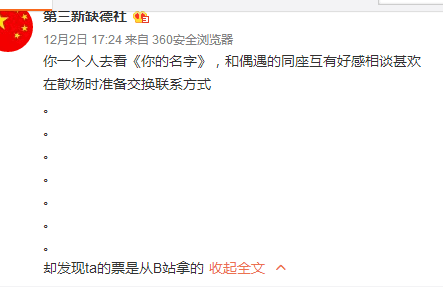 第三新缺德社
12月2日 17:24 来自 360安全浏览器
你一个人去看《你的名字》，和偶遇的同座互有好感相谈甚欢
在散场时准备交换联系方式
。
。
。
。
。
。
。
却发现ta的票是从B站拿的 收起全文